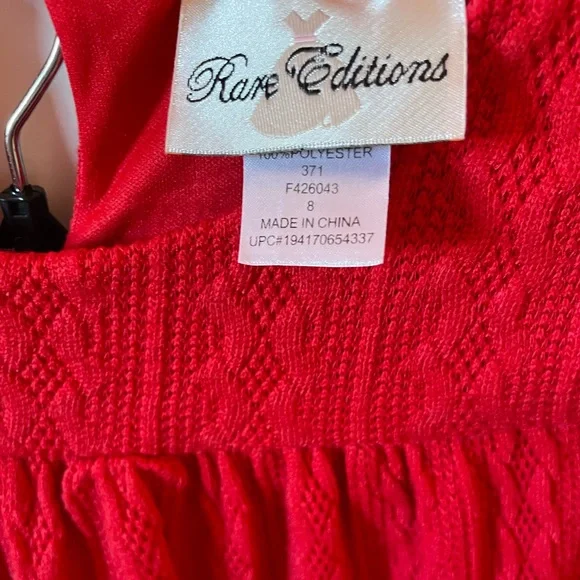 Rare Editions
100% POLYESTER
371
F426043
8
MADE IN CHINA
UPC#194170654337